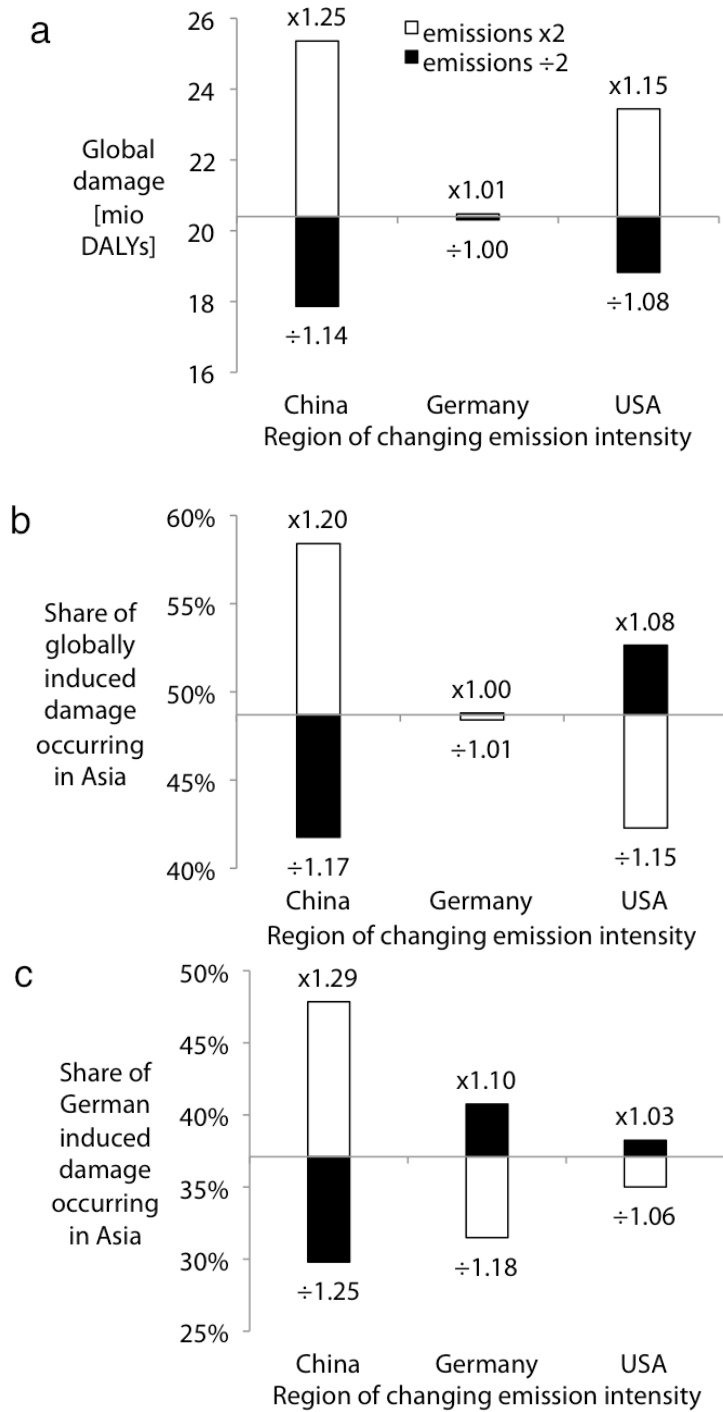 a
26
24
22
20
18
16
Global
damage
[mio
DALYs]
emissions x2
emissions ÷2
x1.25
x1.01
x1.15
÷1.14
÷1.00
÷1.08
China Germany USA
Region of changing emission intensity
b
60%
55%
50%
45%
40%
Share of
globally
induced
damage
occurring
in Asia
x1.20
x1.00
x1.08
÷1.17
÷1.01
÷1.15
China Germany USA
Region of changing emission intensity
c
50%
45%
40%
35%
30%
25%
Share of
German
induced
damage
occurring
in Asia
x1.29
x1.10
x1.03
÷1.25
÷1.18
÷1.06
China Germany USA
Region of changing emission intensity